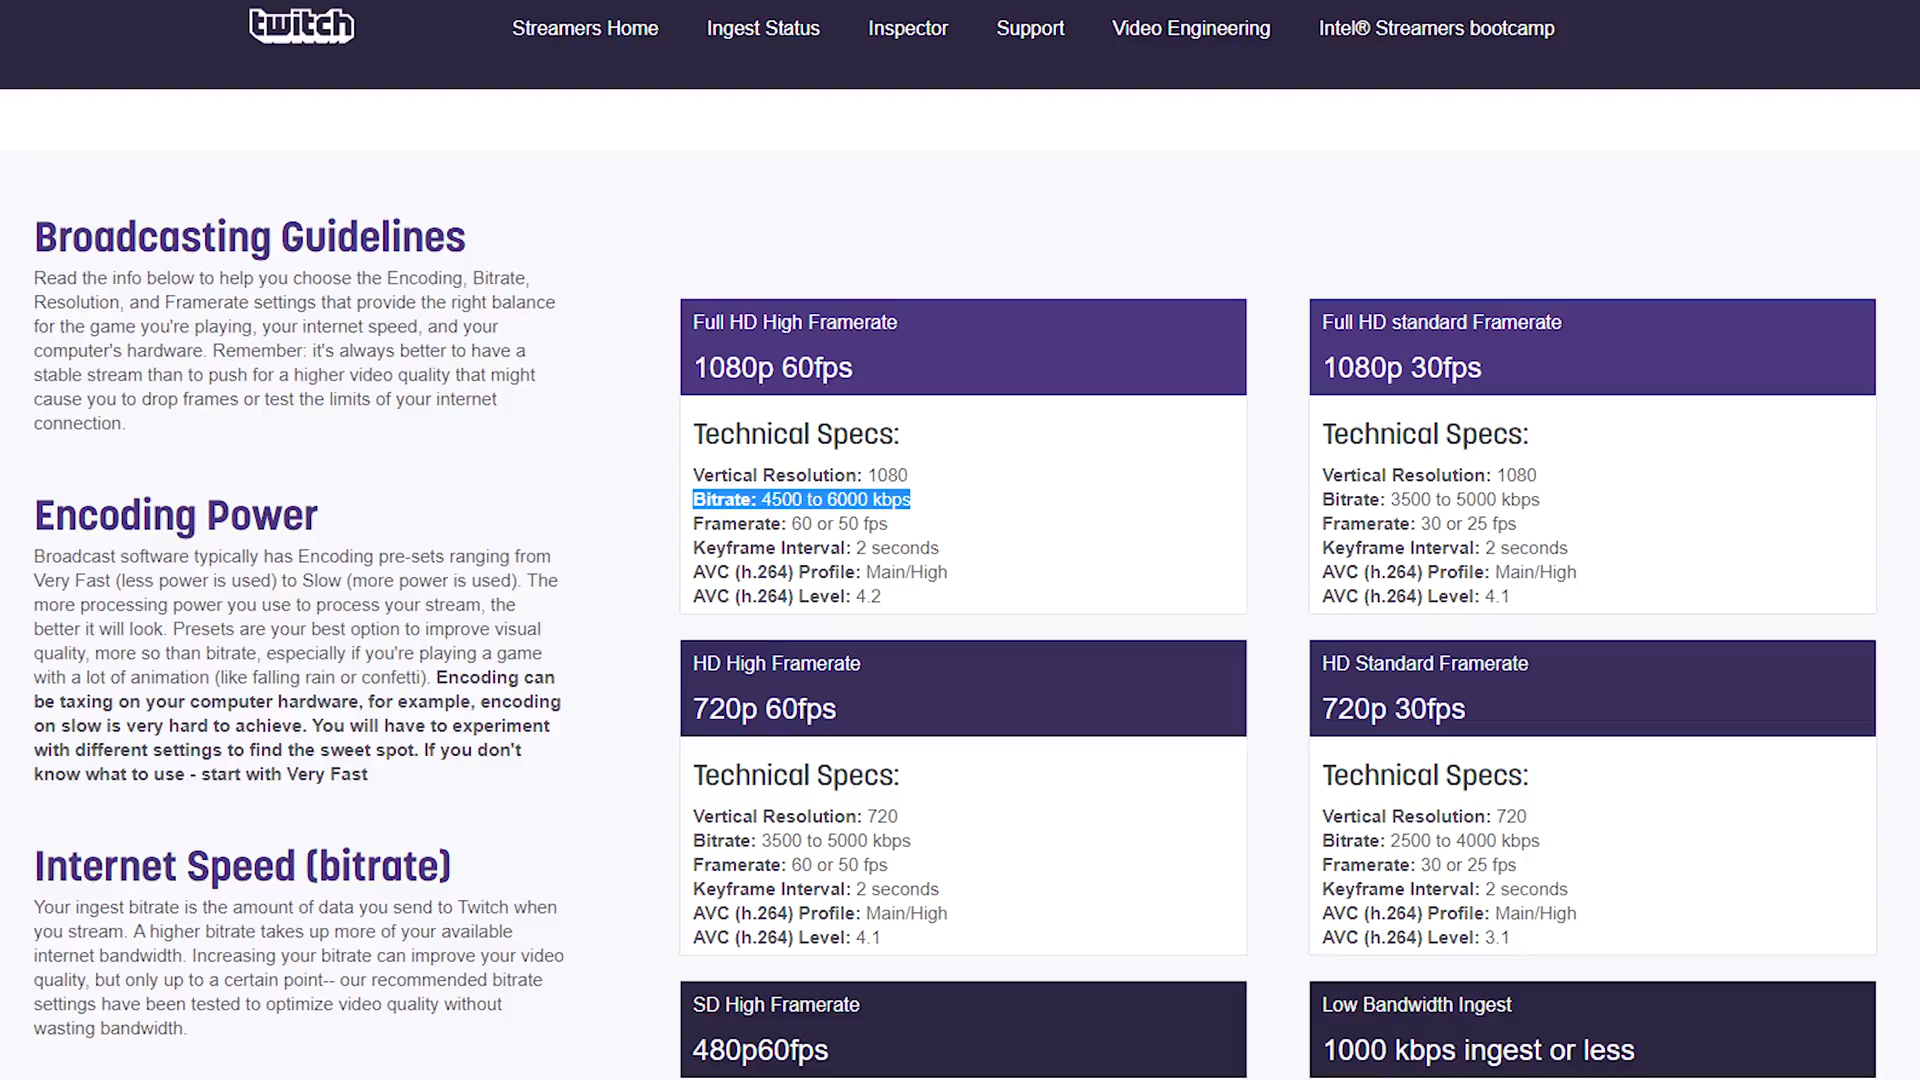 twitch
Streamers Home
Ingest Status
Inspector
Support
Video Engineering
Intel® Streamers bootcamp
Broadcasting Guidelines
Read the info below to help you choose the Encoding, Bitrate,
Resolution, and Framerate settings that provide the right balance
for the game you're playing, your internet speed, and your
computer's hardware. Remember: it's always better to have a
stable stream than to push for a higher video quality that might
cause you to drop frames or test the limits of your internet
connection.
Encoding Power
Broadcast software typically has Encoding pre-sets ranging from
Very Fast (less power is used) to Slow (more power is used). The
more processing power you use to process your stream, the
better it will look. Presets are your best option to improve visual
quality, more so than bitrate, especially if you're playing a game
with a lot of animation (like falling rain or confetti). Encoding can
be taxing on your computer hardware, for example, encoding
on slow is very hard to achieve. You will have to experiment
with different settings to find the sweet spot. If you don't
know what to use - start with Very Fast
Internet Speed (bitrate)
Your ingest bitrate is the amount of data you send to Twitch when
you stream. A higher bitrate takes up more of your available
internet bandwidth. Increasing your bitrate can improve your video
quality, but only up to a certain point-- our recommended bitrate
settings have been tested to optimize video quality without
wasting bandwidth.
Full HD High Framerate
1080p 60fps
Technical Specs:
Vertical Resolution: 1080
Bitrate: 4500 to 6000 kbps
Framerate: 60 or 50 fps
Keyframe Interval: 2 seconds
AVC (h.264) Profile: Main/High
AVC (h.264) Level: 4.2
Full HD standard Framerate
1080p 30fps
Technical Specs:
Vertical Resolution: 1080
Bitrate: 3500 to 5000 kbps
Framerate: 30 or 25 fps
Keyframe Interval: 2 seconds
AVC (h.264) Profile: Main/High
AVC (h.264) Level: 4.1
HD High Framerate
720p 60fps
Technical Specs:
Vertical Resolution: 720
Bitrate: 3500 to 5000 kbps
Framerate: 60 or 50 fps
Keyframe Interval: 2 seconds
AVC (h.264) Profile: Main/High
AVC (h.264) Level: 4.1
HD Standard Framerate
720p 30fps
Technical Specs:
Vertical Resolution: 720
Bitrate: 2500 to 4000 kbps
Framerate: 30 or 25 fps
Keyframe Interval: 2 seconds
AVC (h.264) Profile: Main/High
AVC (h.264) Level: 3.1
SD High Framerate
480p60fps
Low Bandwidth Ingest
1000 kbps ingest or less